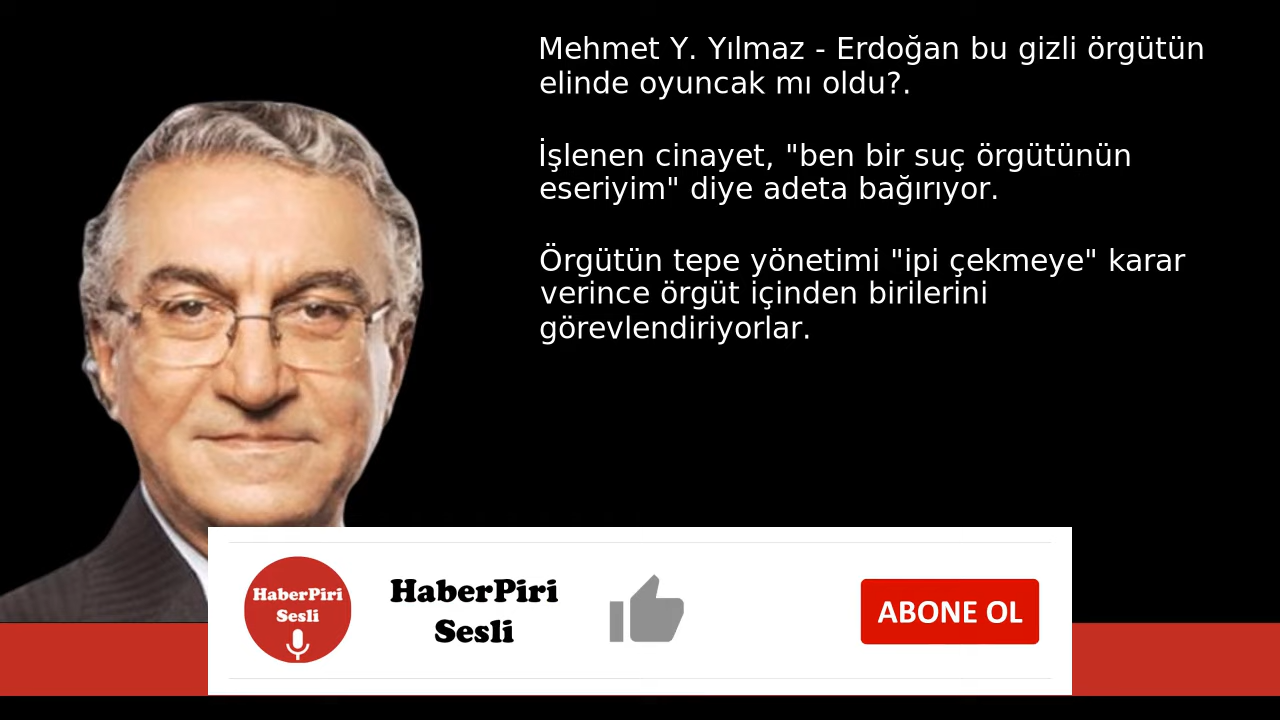 Mehmet Y. Yılmaz - Erdoğan bu gizli örgütün
elinde oyuncak mı oldu?.
İşlenen cinayet, "ben bir suç örgütünün
eseriyim" diye adeta bağırıyor.
Örgütün tepe yönetimi "ipi çekmeye" karar
verince örgüt içinden birilerini
görevlendiriyorlar.
HaberPiri
Sesli
HaberPiri
Sesli
ABONE OL